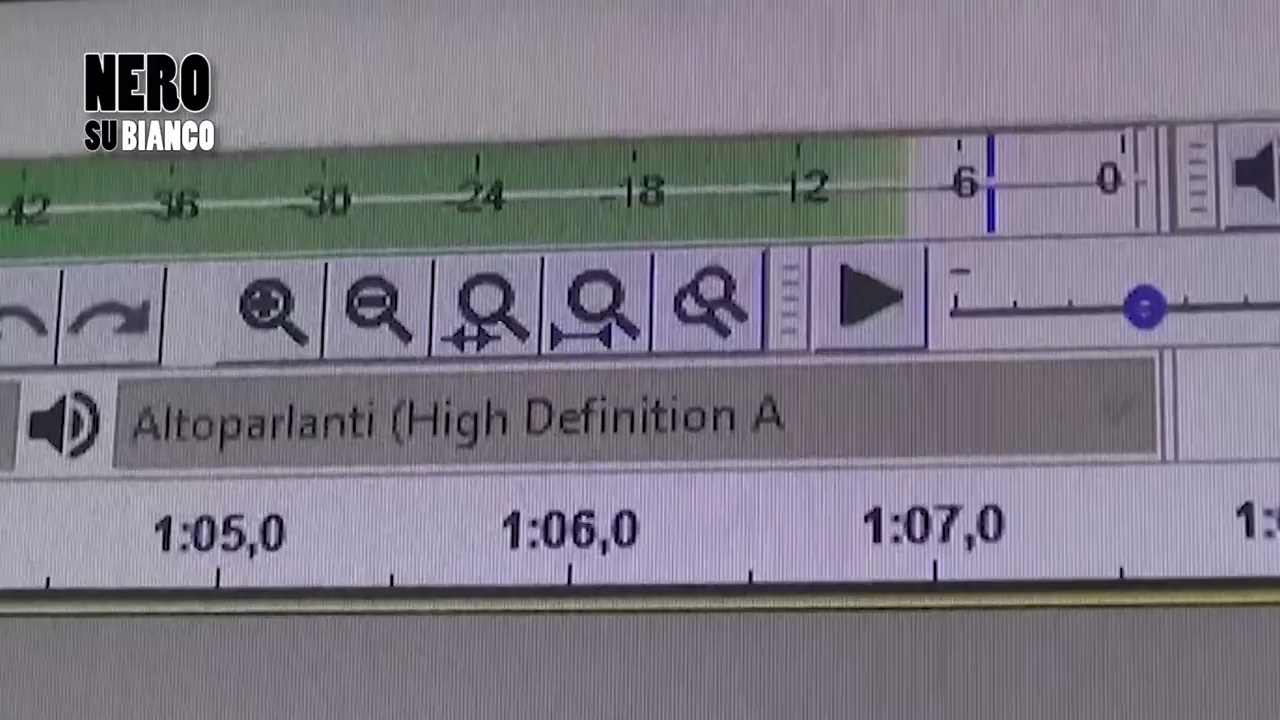 NERO
SU BIANCO
-42 -36 -30 -24 -18 -12 -6 0
Altoparlanti (High Definition A
1:05,0 1:06,0 1:07,0